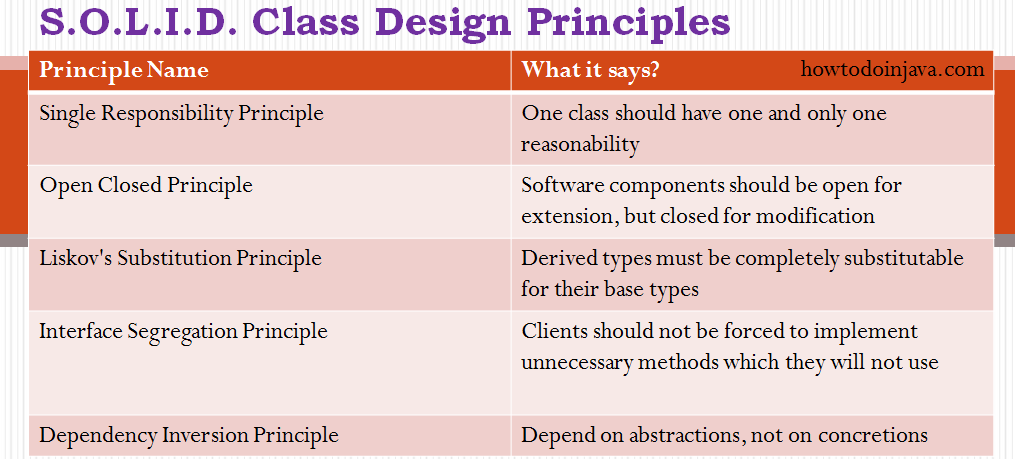 S.O.L.I.D. Class Design Principles
Principle Name
What it says?
howtodoinjava.com
Single Responsibility Principle
One class should have one and only one
reasonability
Open Closed Principle
Software components should be open for
extension, but closed for modification
Liskov's Substitution Principle
Derived types must be completely substitutable
for their base types
Interface Segregation Principle
Clients should not be forced to implement
unnecessary methods which they will not use
Dependency Inversion Principle
Depend on abstractions, not on concretions